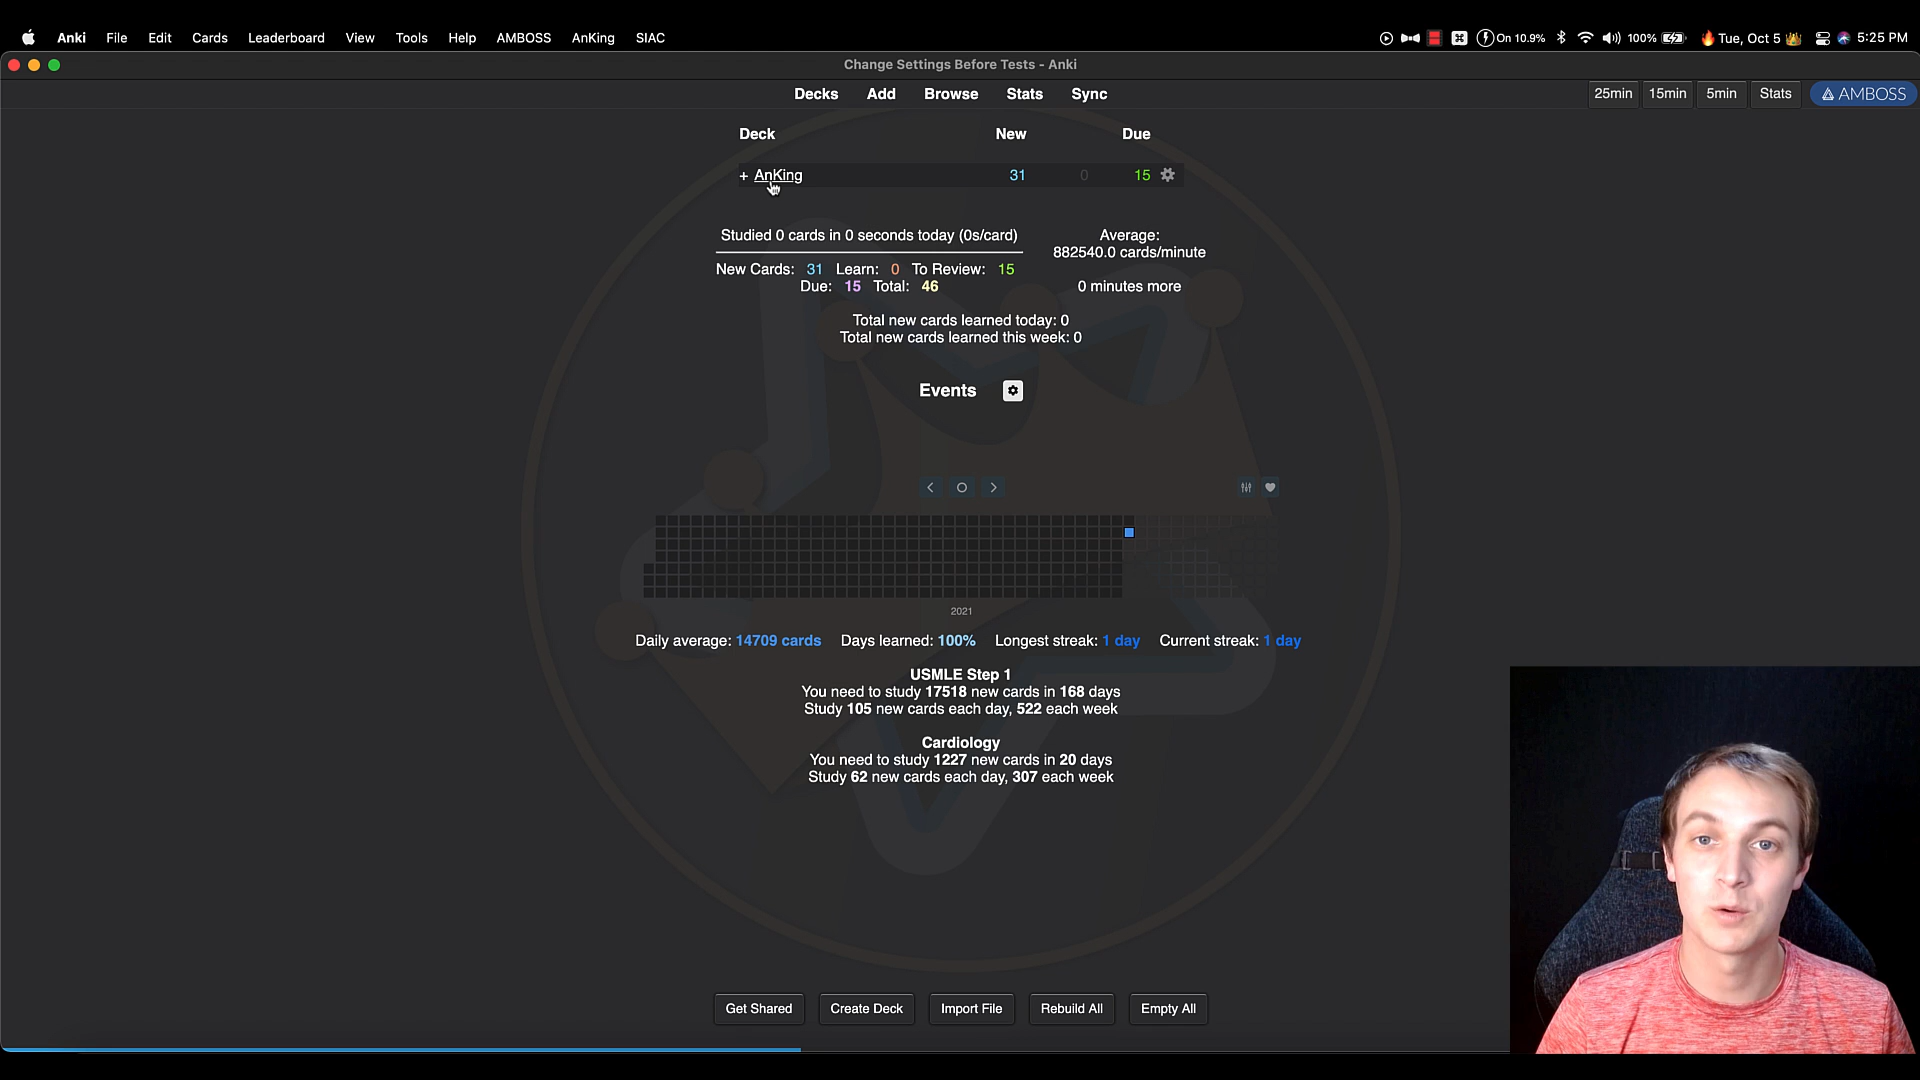 Anki File Edit Cards Leaderboard View Tools Help AMBOSS AnKing SIAC On 10.9% 100% Tue, Oct 5 5:25 PM
Change Settings Before Tests - Anki
Decks Add Browse Stats Sync 25min 15min 5min Stats AMBOSS
Deck New Due
+ AnKing 31 0 15
Studied 0 cards in 0 seconds today (0s/card) Average:
882540.0 cards/minute
New Cards: 31 Learn: 0 To Review: 15
Due: 15 Total: 46 0 minutes more
Total new cards learned today: 0
Total new cards learned this week: 0
Events
2021
Daily average: 14709 cards Days learned: 100% Longest streak: 1 day Current streak: 1 day
USMLE Step 1
You need to study 17518 new cards in 168 days
Study 105 new cards each day, 522 each week
Cardiology
You need to study 1227 new cards in 20 days
Study 62 new cards each day, 307 each week
Get Shared Create Deck Import File Rebuild All Empty All